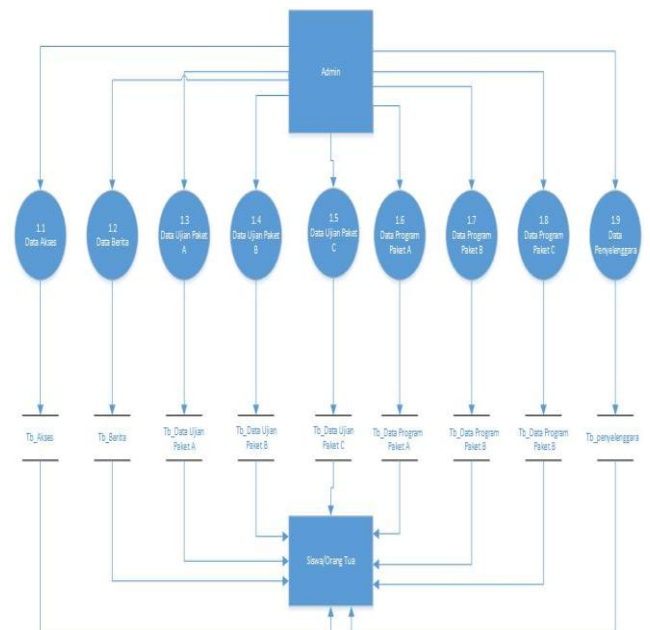 Admin
1.1
Data Akses
1.2
Data Berita
1.3
Data Ujian Paket
A
1.4
Data Ujian Paket
B
1.5
Data Ujian Paket
C
1.6
Data Program
Paket A
1.7
Data Program
Paket B
1.8
Data Program
Paket C
1.9
Data
Penyelenggara
Tb_Akses
Tb_Berita
Tb_Data Ujian
Paket A
Tb_Data Ujian
Paket B
Tb_Data Ujian
Paket C
Tb_Data Program
Paket A
Tb_Data Program
Paket B
Tb_Data Program
Paket B
Tb_penyelenggara
Siswa/Orang Tua